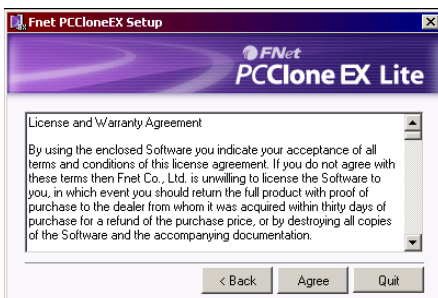 Fnet PCCloneEX Setup
FNet
PCClone EX Lite
License and Warranty Agreement
By using the enclosed Software you indicate your acceptance of all
terms and conditions of this license agreement. If you do not agree with
these terms then Fnet Co., Ltd. is unwilling to license the Software to
you, in which event you should return the full product with proof of
purchase to the dealer from whom it was acquired within thirty days of
purchase for a refund of the purchase price, or by destroying all copies
of the Software and the accompanying documentation.
< Back Agree Quit